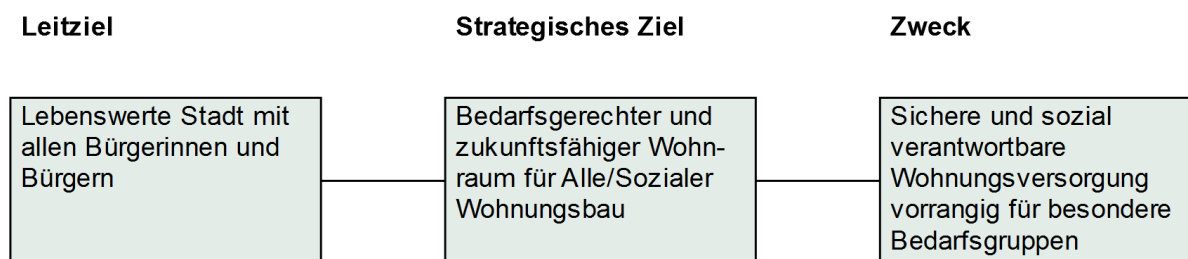 Leitziel
Strategisches Ziel
Zweck
Lebenswerte Stadt mit
allen Bürgerinnen und
Bürgern
Bedarfsgerechter und
zukunftsfähiger Wohn-
raum für Alle/Sozialer
Wohnungsbau
Sichere und sozial
verantwortbare
Wohnungsversorgung
vorrangig für besondere
Bedarfsgruppen